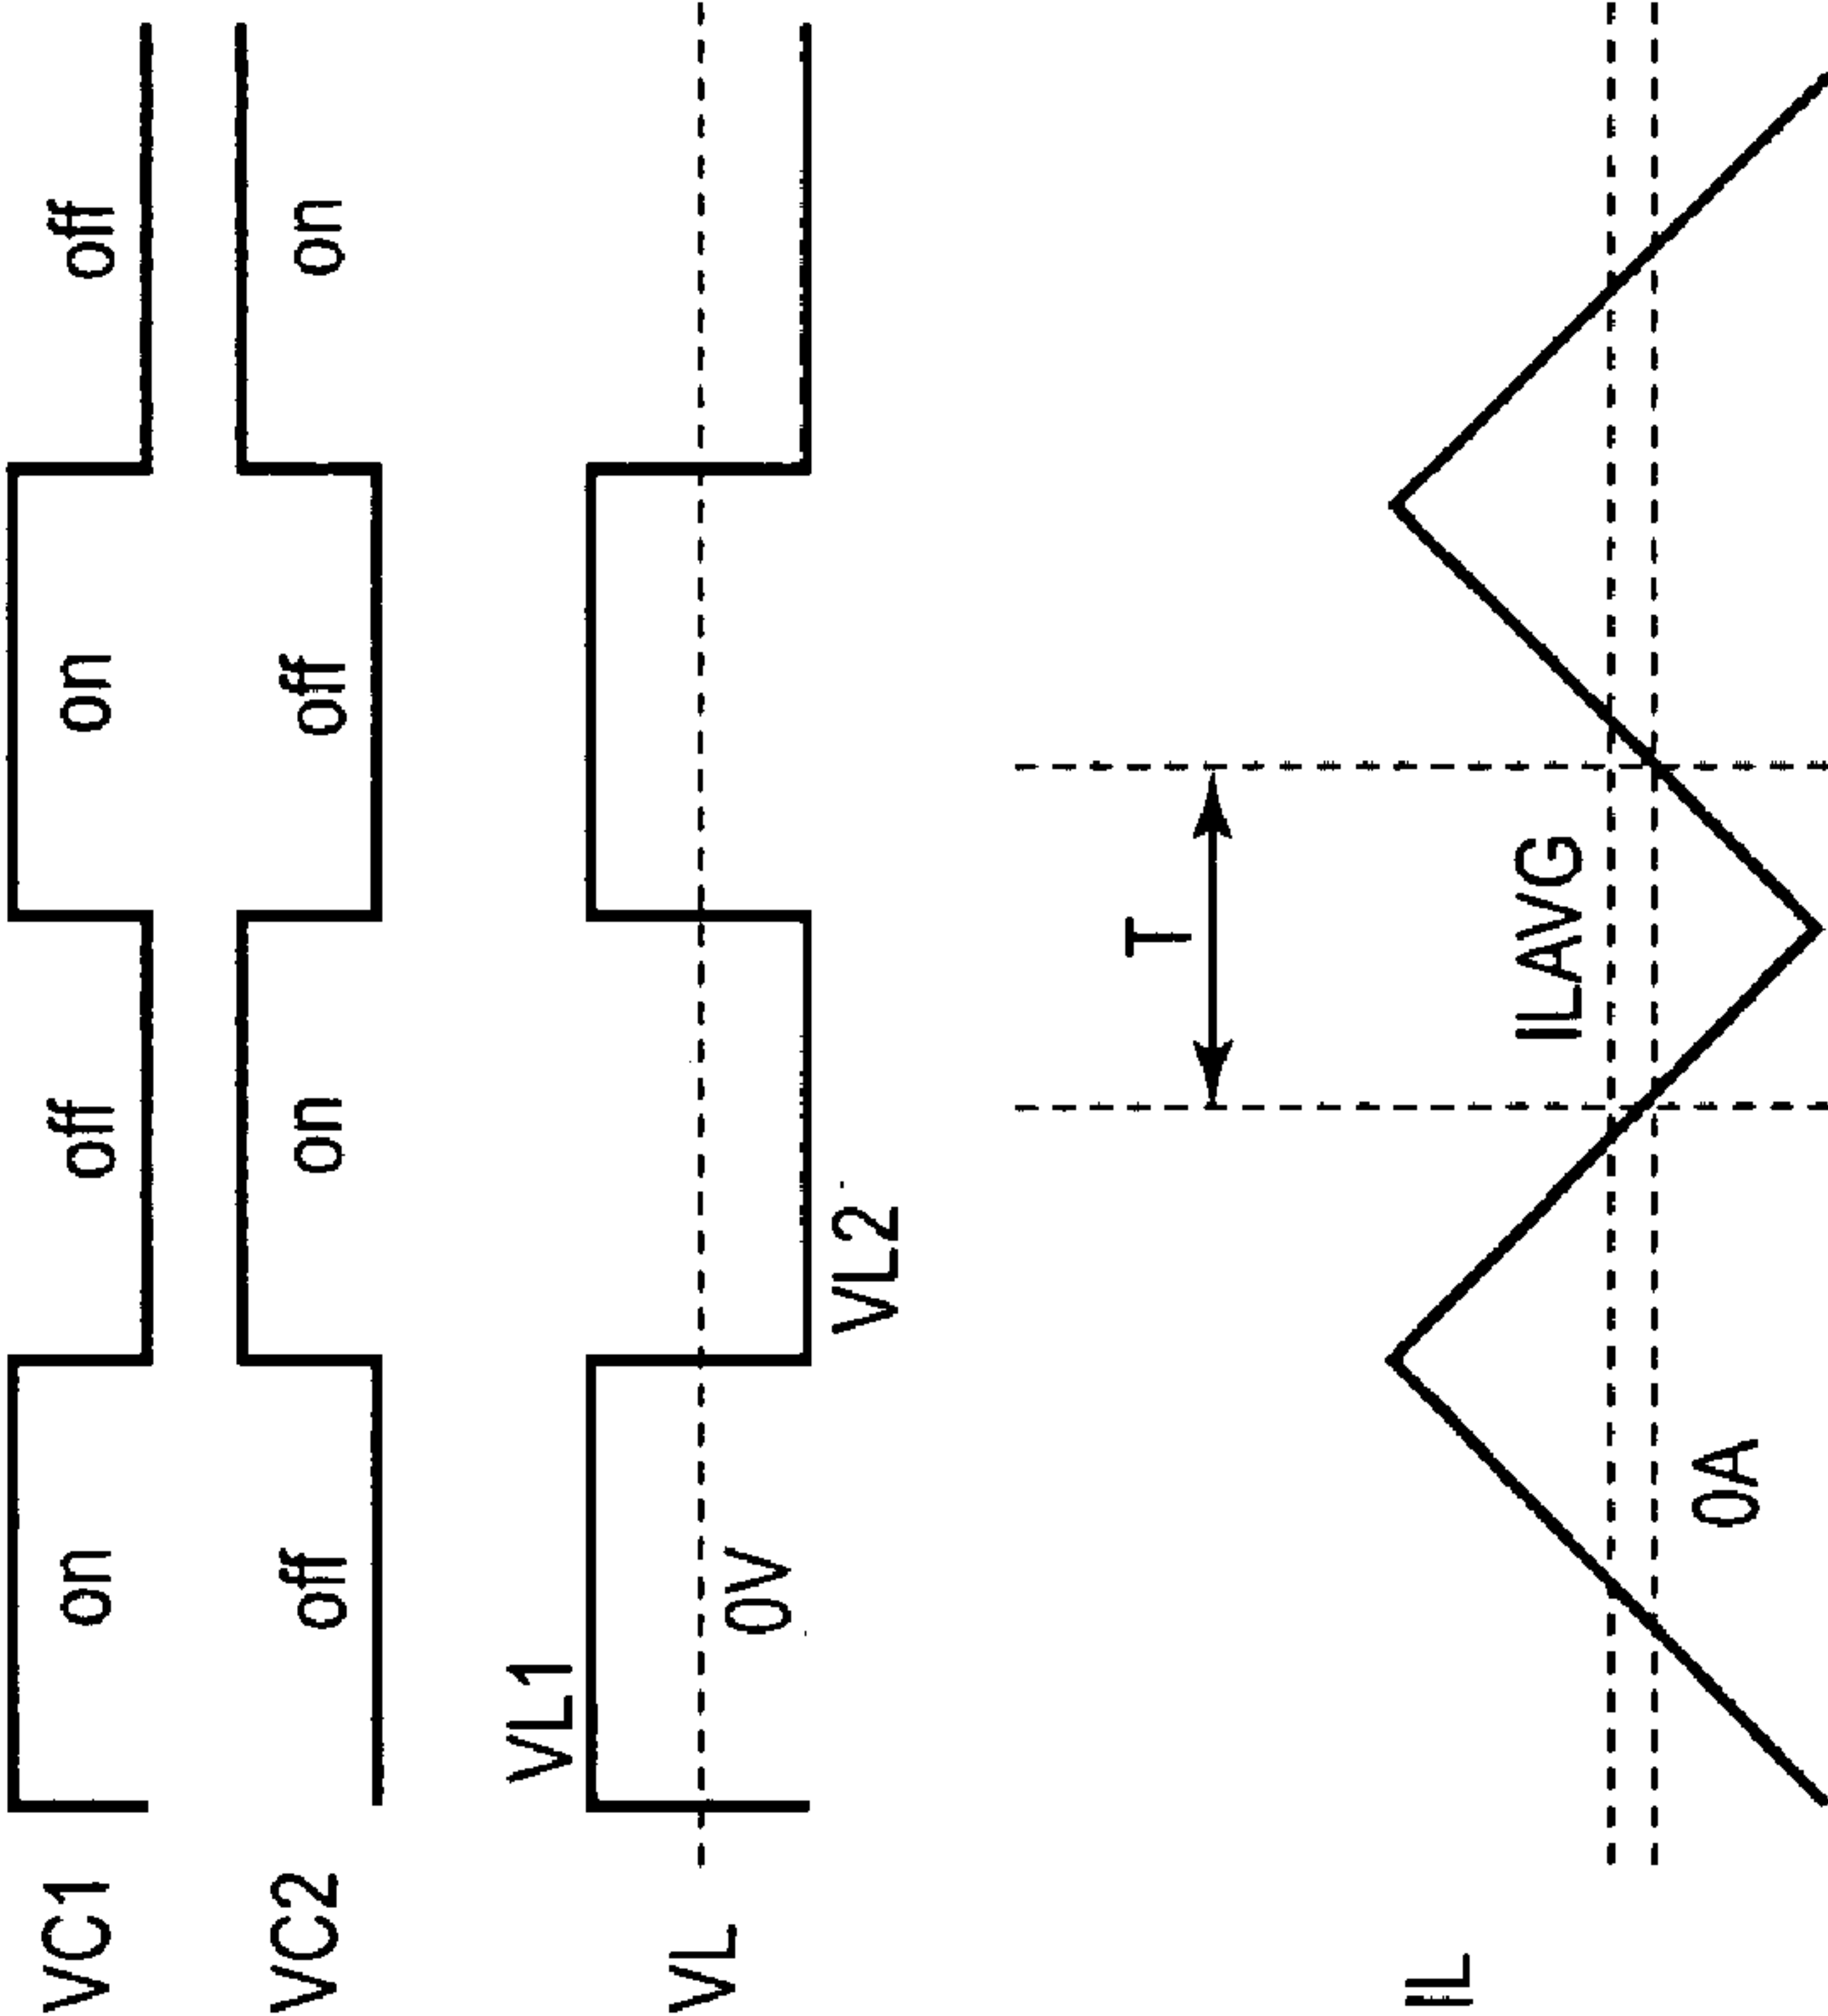 VC1
on
off
on
off
VC2
off
on
off
on
VL1
VL
0V
VL2
T
ILAVG
IL
0A